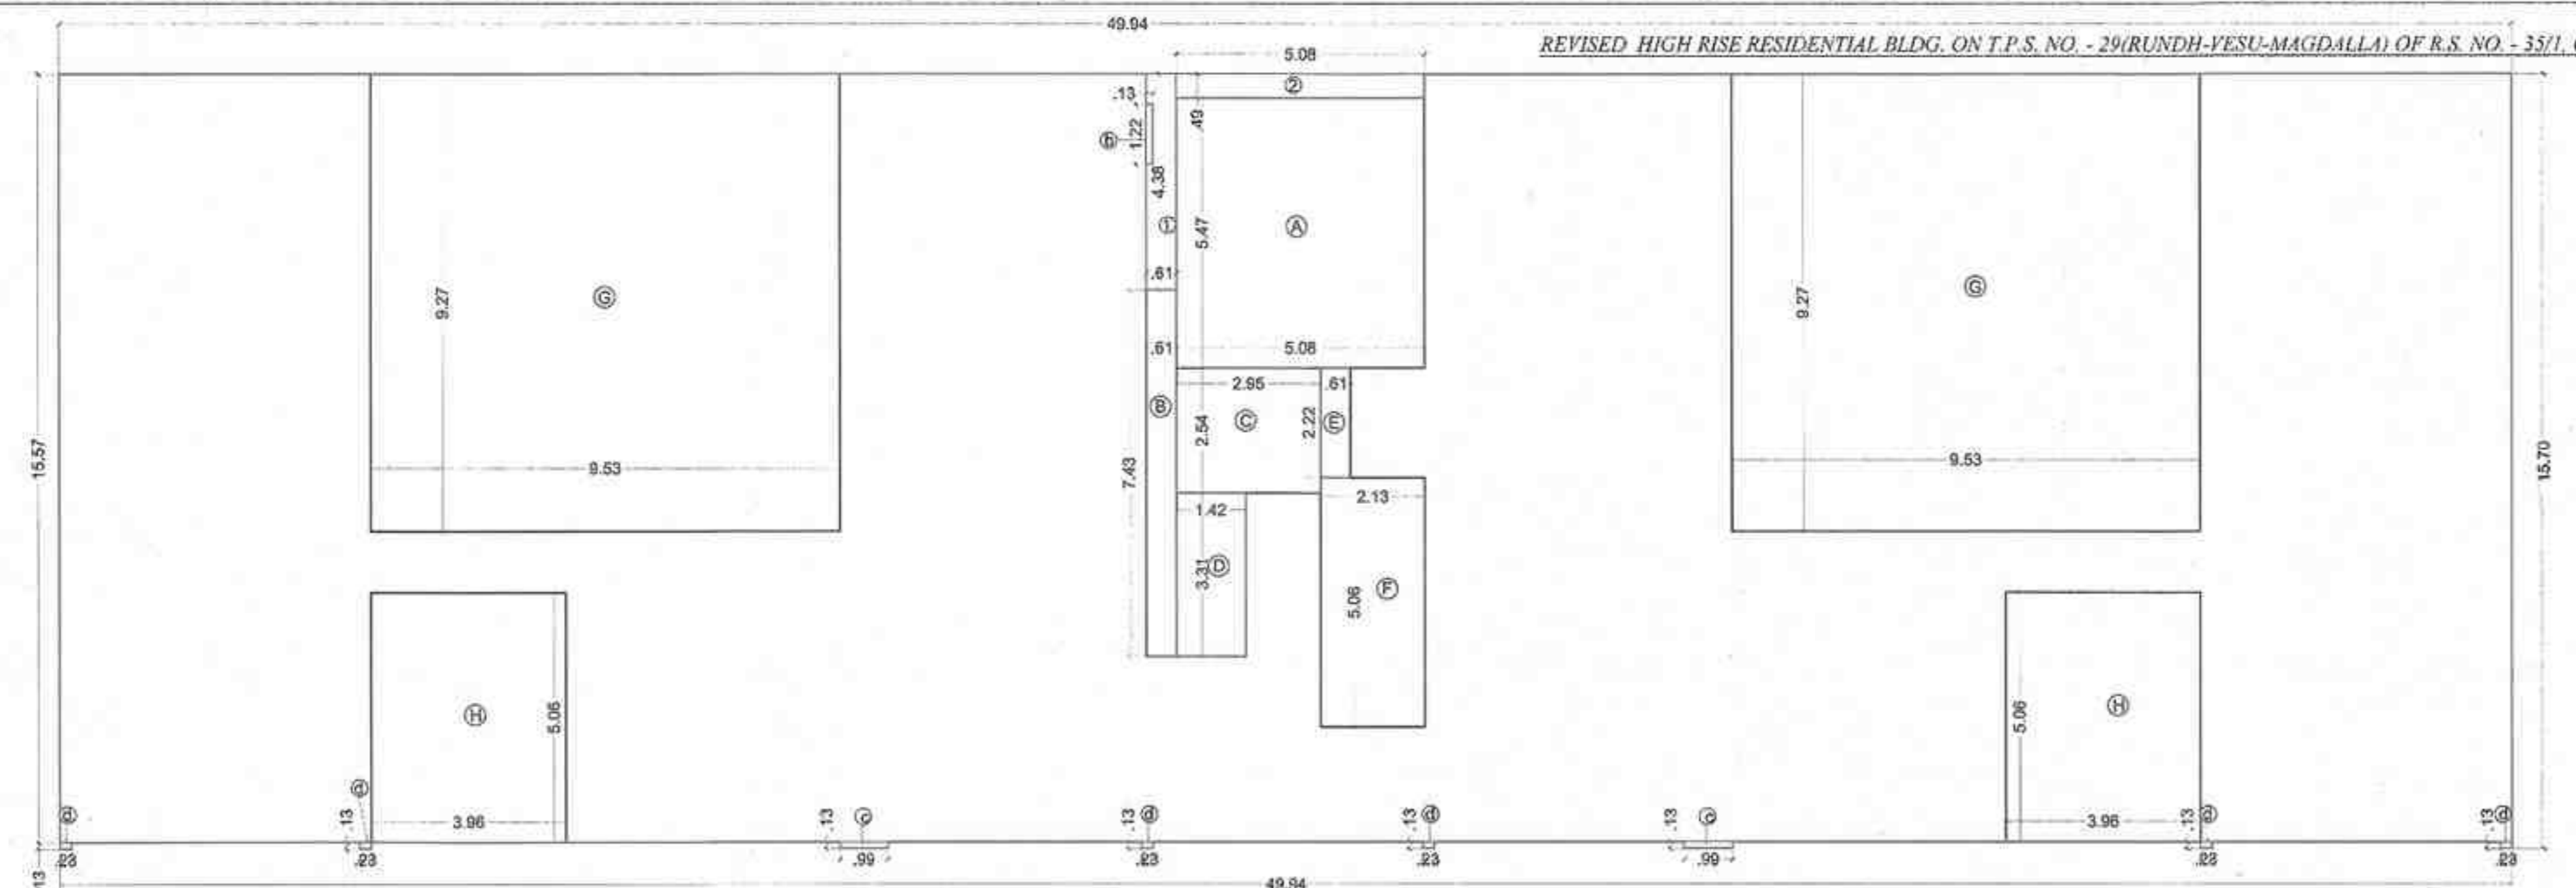 49.94
REVISED HIGH RISE RESIDENTIAL BLDG. ON T.P.S. NO. - 29(RUNDH-VESU-MAGDALLA) OF R.S. NO. - 35/1,
5.08
2
.13
.49
1.22
4.38
1
5.47
A
G
9.27
G
9.27
.61
.61
5.08
2.95
.61
B
2.54
C
2.22
E
15.57
9.53
7.43
9.53
15.70
1.42
2.13
3.31
D
5.06
F
H
5.06
5.06
H
d
.13
3.96
.13
c
.13
d
.13
d
.13
c
3.96
.13
d
.13
d
.23
.23
.99
.23
.23
.99
.23
.23
.13
49.94